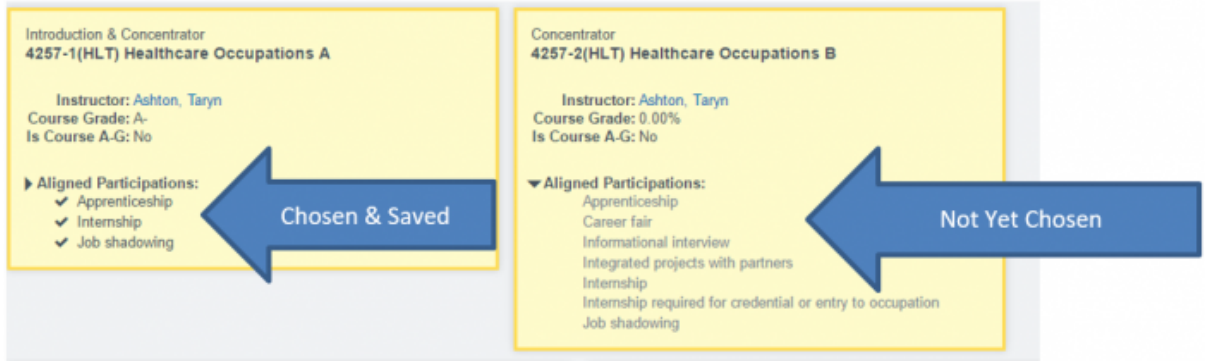 Introduction & Concentrator
4257-1(HLT) Healthcare Occupations A
Instructor: Ashton, Taryn
Course Grade: A-
Is Course A-G: No
Aligned Participations:
Apprenticeship
Internship
Job shadowing
Chosen & Saved
Concentrator
4257-2(HLT) Healthcare Occupations B
Instructor: Ashton, Taryn
Course Grade: 0.00%
Is Course A-G: No
Aligned Participations:
Apprenticeship
Career fair
Informational interview
Integrated projects with partners
Internship
Internship required for credential or entry to occupation
Job shadowing
Not Yet Chosen